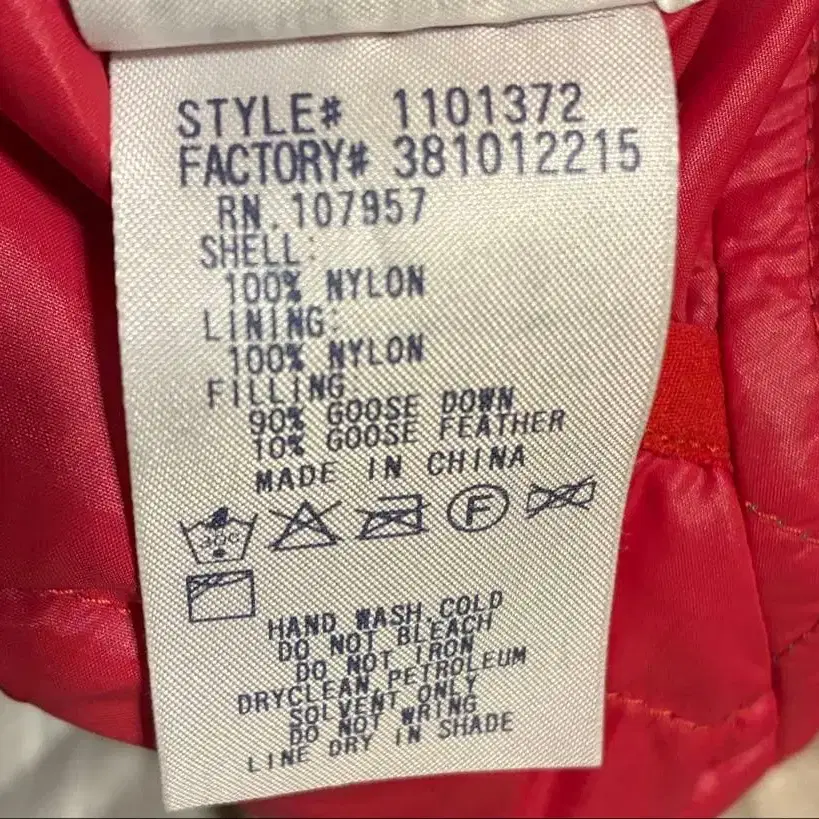 STYLE# 1101372
FACTORY# 381012215
RN.107957
SHELL:
100% NYLON
LINING:
100% NYLON
FILLING:
90% GOOSE DOWN
10% GOOSE FEATHER
MADE IN CHINA
30C
F
HAND WASH COLD
DO NOT BLEACH
DO NOT IRON
DRYCLEAN,PETROLEUM
SOLVENT ONLY
DO NOT WRING
LINE DRY IN SHADE